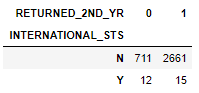 RETURNED_2ND_YR 0 1
INTERNATIONAL_STS
N 711 2661
Y 12 15